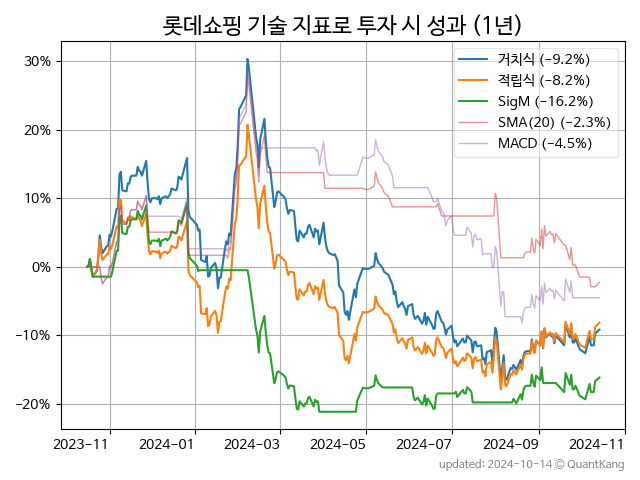 롯데쇼핑 기술 지표로 투자 시 성과 (1년)
거치식 (−9.2%)
적립식 (−8.2%)
SigM (−16.2%)
SMA(20) (−2.3%)
MACD (−4.5%)
30%
20%
10%
0%
−10%
−20%
2023−11 2024−01 2024−03 2024−05 2024−07 2024−09 2024−11
updated: 2024−10−14 © QuantKang